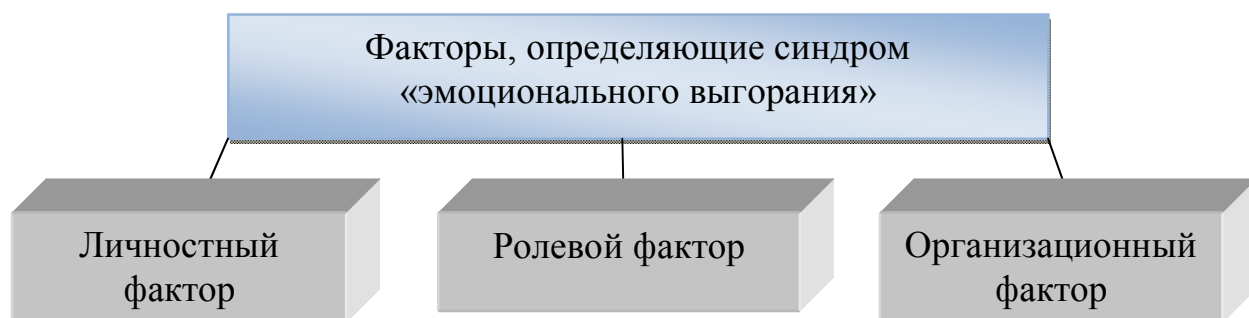 Факторы, определяющие синдром
«эмоционального выгорания»
Личностный
фактор
Ролевой фактор
Организационный
фактор